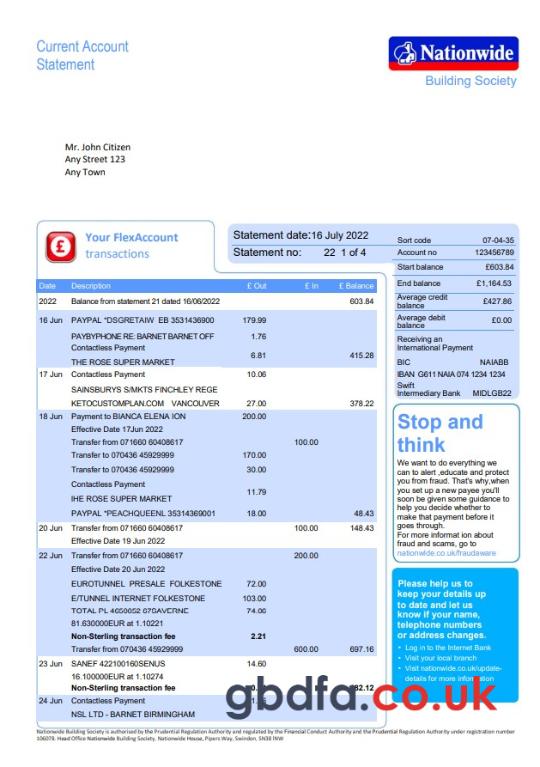 Current Account
Statement
Nationwide
Building Society
Mr. John Citizen
Any Street 123
Any Town
£
Your FlexAccount
transactions
Statement date:16 July 2022
Statement no: 22 1 of 4
Sort code 07-04-35
Account no 123456789
Start balance £603.84
End balance £1,164.53
Average credit
balance £427.86
Average debit
balance £0.00
Receiving an
International Payment
BIC NAIABB
IBAN G611 NAIA 074 1234 1234
Swift
Intermediary Bank MIDLGB22
Date Description £ Out £ In £ Balance
2022 Balance from statement 21 dated 16/06/2022 603.84
16 Jun PAYPAL *DSGRETAIW EB 3531436900 179.99
PAYBYPHONE RE: BARNET BARNET OFF 1.76
Contactless Payment
THE ROSE SUPER MARKET 6.81 415.28
17 Jun Contactless Payment 10.06
SAINSBURYS S/MKTS FINCHLEY REGE
KETOCUSTOMPLAN.COM VANCOUVER 27.00 378.22
18 Jun Payment to BIANCA ELENA ION 200.00
Effective Date 17Jun 2022
Transfer from 071660 60408617 100.00
Transfer to 070436 45929999 170.00
Transfer to 070436 45929999 30.00
Contactless Payment
IHE ROSE SUPER MARKET 11.79
PAYPAL *PEACHQUEENL 35314369001 18.00 48.43
20 Jun Transfer from 071660 60408617 100.00 148.43
Effective Date 19 Jun 2022
22 Jun Transfer from 071660 60408617 200.00
Effective Date 20 Jun 2022
EUROTUNNEL PRESALE FOLKESTONE 72.00
E/TUNNEL INTERNET FOLKESTONE 103.00
TOTAL PL 4650052 67SAVERNE 74.06
81.630000EUR at 1.10221
Non-Sterling transaction fee 2.21
Transfer from 070436 45929999 600.00 697.16
23 Jun SANEF 422100160SENUS 14.60
16.100000EUR at 1.10274
Non-Sterling transaction fee
24 Jun Contactless Payment
NSL LTD - BARNET BIRMINGHAM
Stop and
think
We want to do everything we
can to alert ,educate and protect
you from fraud. That's why,when
you set up a new payee you'll
soon be given some guidance to
help you decide whether to
make that payment before it
goes through.
For more informat ion about
fraud and scams, go to
nationwide.co.uk/fraudaware
Please help us to
keep your details up
to date and let us
know if your name,
telephone numbers
or address changes.
• Log in to the Internet Bank
• Visit your local branch
• Visit nationwide.co.uk/update-
details for more information
gbdfa.co.uk
Nationwide Building Society is authorised by the Prudential Regulation Authority and regulated by the Financial Conduct Authority and the Prudential Regulation Authority under registration number
106078. Head Office Nationwide Building Society, Nationwide House, Pipers Way, Swindon, SN38 1NW